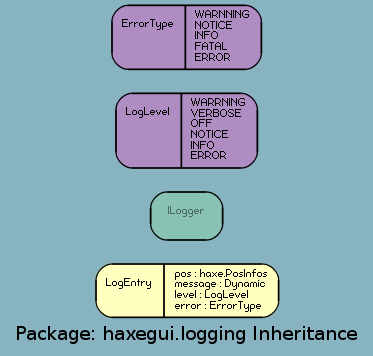 ErrorType
WARNNING
NOTICE
INFO
FATAL
ERROR
LogLevel
WARRNING
VERBOSE
OFF
NOTICE
INFO
ERROR
ILogger
LogEntry
pos : haxe.PosInfos
message : Dynamic
level : LogLevel
error : ErrorType
Package: haxegui.logging Inheritance